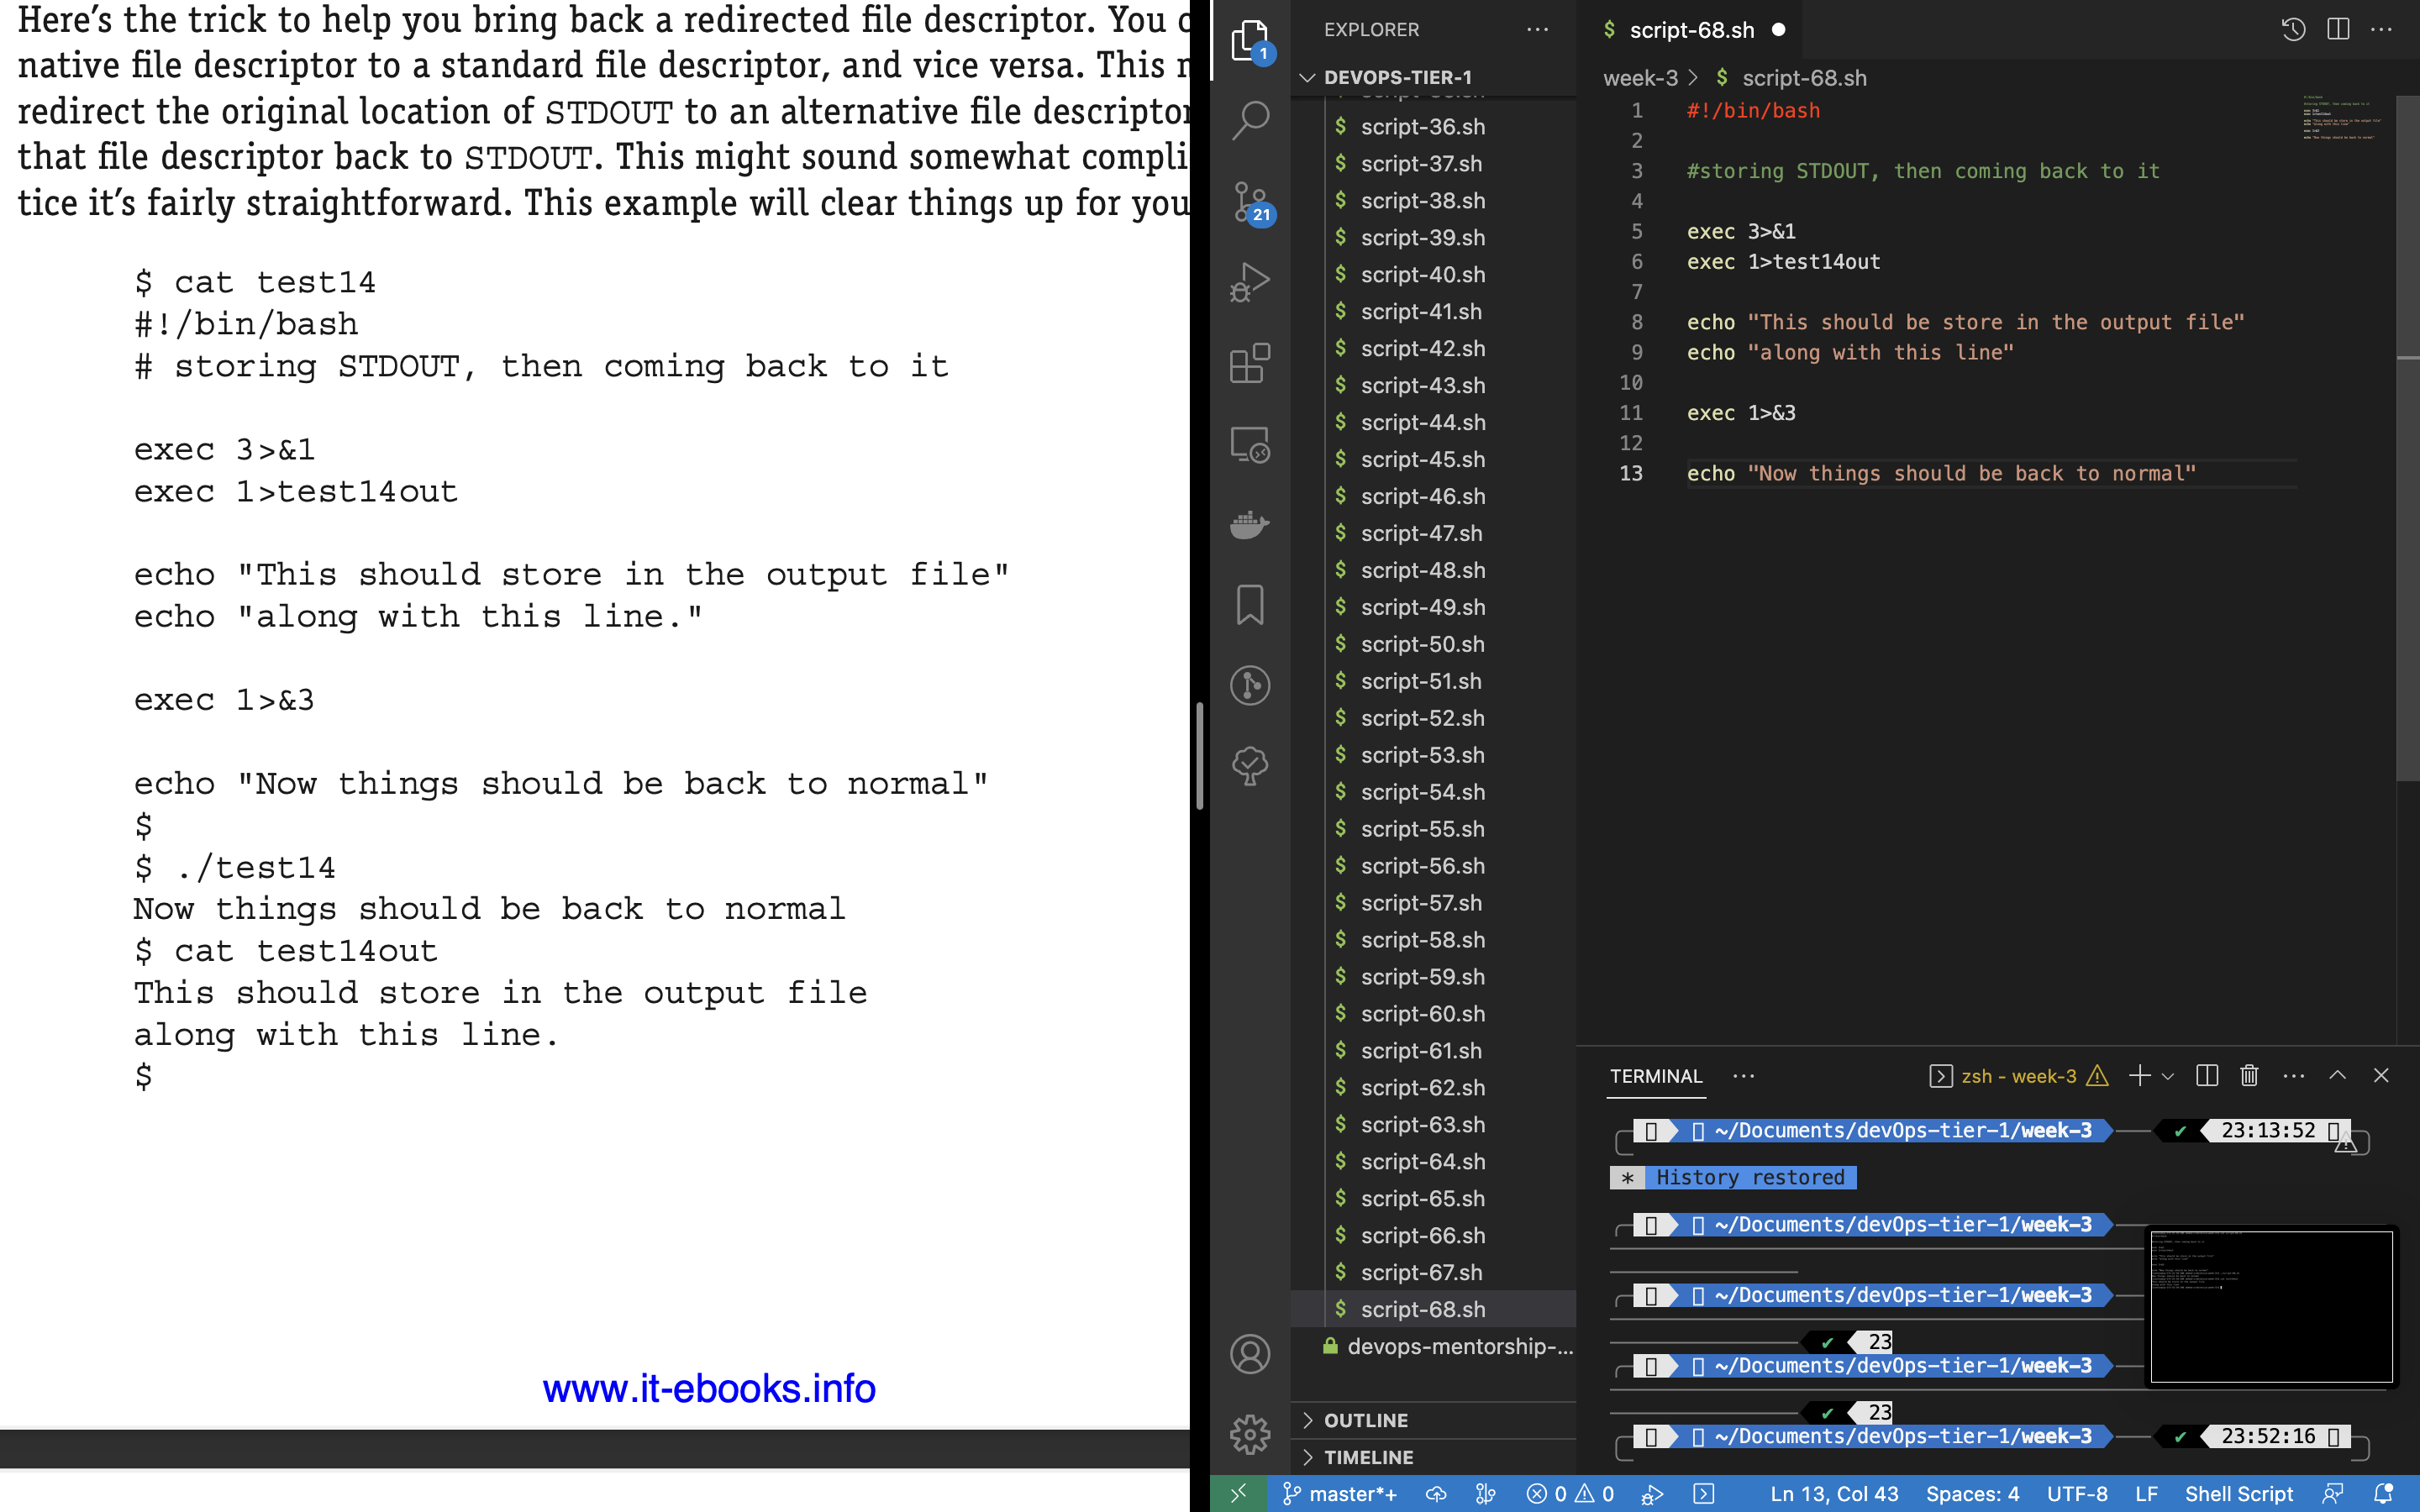 Here’s the trick to help you bring back a redirected file descriptor. You
native file descriptor to a standard file descriptor, and vice versa. This
redirect the original location of STDOUT to an alternative file descriptor
that file descriptor back to STDOUT. This might sound somewhat compli
tice it’s fairly straightforward. This example will clear things up for you
$ cat test14
#!/bin/bash
# storing STDOUT, then coming back to it
exec 3>&1
exec 1>test14out
echo "This should store in the output file"
echo "along with this line."
exec 1>&3
echo "Now things should be back to normal"
$
$ ./test14
Now things should be back to normal
$ cat test14out
This should store in the output file
along with this line.
$
www.it-ebooks.info
1
21
EXPLORER
DEVOPS-TIER-1
$ script-36.sh
$ script-37.sh
$ script-38.sh
$ script-39.sh
$ script-40.sh
$ script-41.sh
$ script-42.sh
$ script-43.sh
$ script-44.sh
$ script-45.sh
$ script-46.sh
$ script-47.sh
$ script-48.sh
$ script-49.sh
$ script-50.sh
$ script-51.sh
$ script-52.sh
$ script-53.sh
$ script-54.sh
$ script-55.sh
$ script-56.sh
$ script-57.sh
$ script-58.sh
$ script-59.sh
$ script-60.sh
$ script-61.sh
$ script-62.sh
$ script-63.sh
$ script-64.sh
$ script-65.sh
$ script-66.sh
$ script-67.sh
$ script-68.sh
devops-mentorship-...
OUTLINE
TIMELINE
$ script-68.sh
week-3 > $ script-68.sh
1 #!/bin/bash
2
3 #storing STDOUT, then coming back to it
4
5 exec 3>&1
6 exec 1>test14out
7
8 echo "This should be store in the output file"
9 echo "along with this line"
10
11 exec 1>&3
12
13 echo "Now things should be back to normal"
TERMINAL
zsh - week-3
~/Documents/devOps-tier-1/week-3 ✔ 23:13:52
* History restored
~/Documents/devOps-tier-1/week-3
~/Documents/devOps-tier-1/week-3
✔ 23
~/Documents/devOps-tier-1/week-3
✔ 23
~/Documents/devOps-tier-1/week-3 ✔ 23:52:16
master*+ 0 0 Ln 13, Col 43 Spaces: 4 UTF-8 LF Shell Script